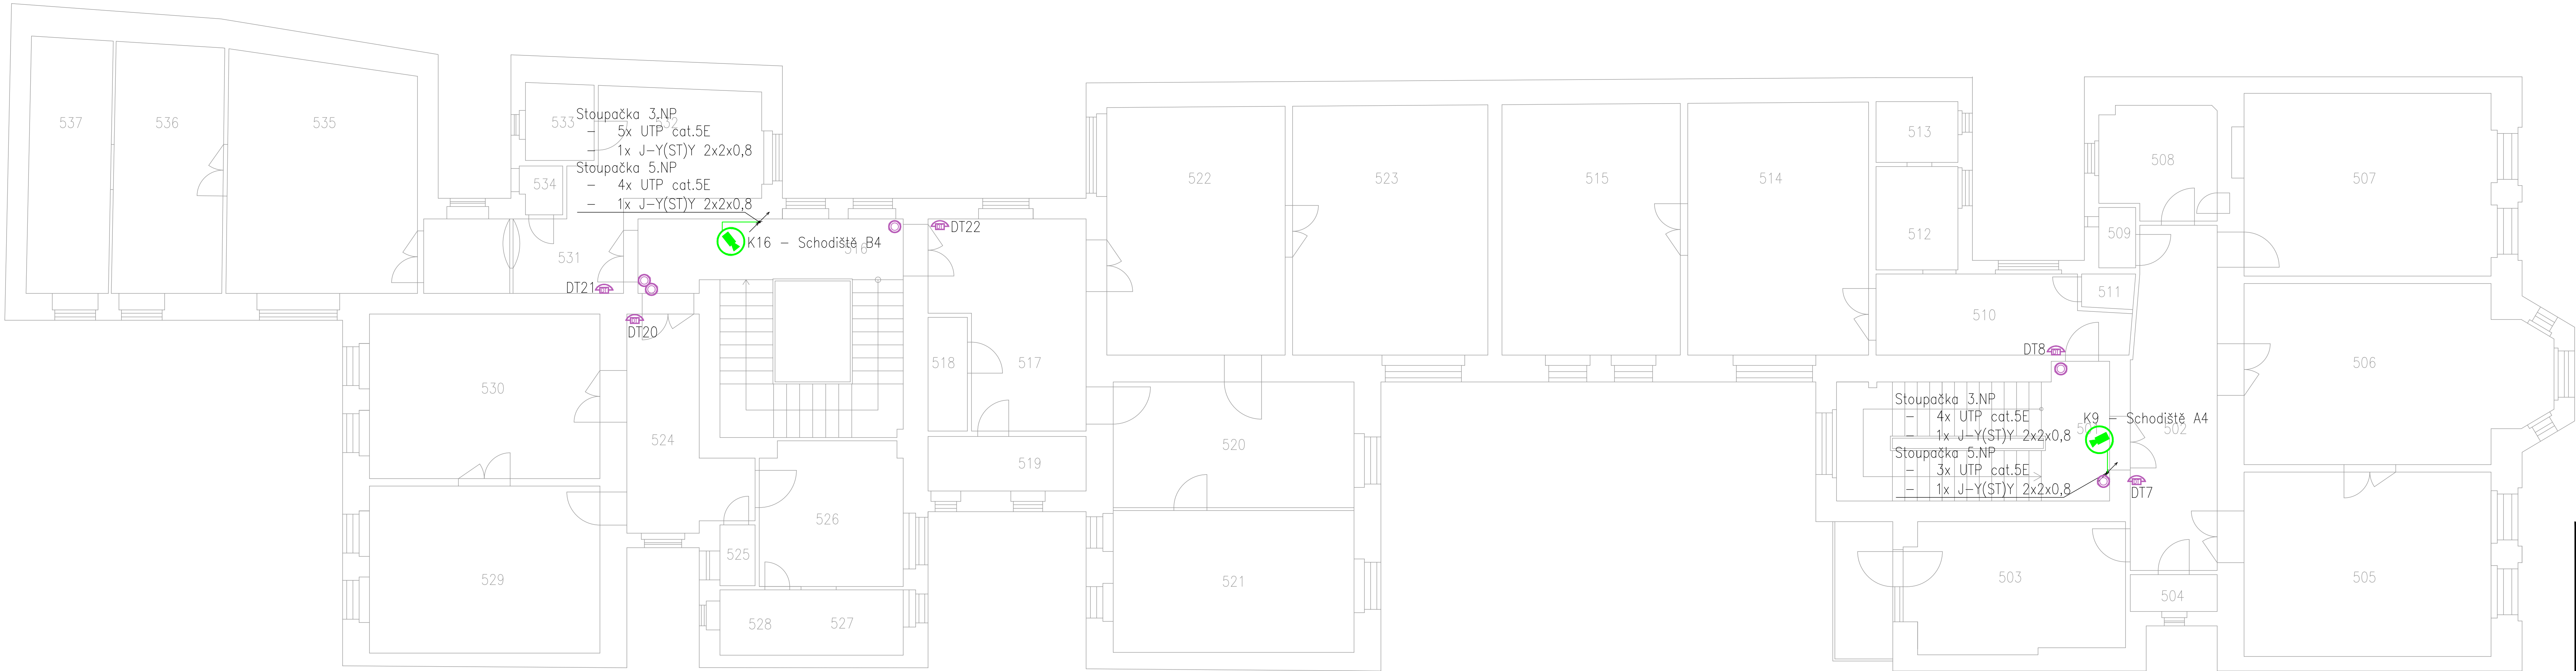 537
536
535
533
532
534
531
Stoupačka 3.NP
- 5x UTP cat.5E
- 1x J-Y(ST)Y 2x2x0,8
Stoupačka 5.NP
- 4x UTP cat.5E
- 1x J-Y(ST)Y 2x2x0,8
K16 - Schodiště B4
516
DT22
DT21
DT20
530
524
529
525
526
528
527
518
517
519
522
523
520
521
515
514
513
512
510
511
509
508
507
506
505
DT8
Stoupačka 3.NP
- 4x UTP cat.5E
- 1x J-Y(ST)Y 2x2x0,8
Stoupačka 5.NP
- 3x UTP cat.5E
- 1x J-Y(ST)Y 2x2x0,8
K9 - Schodiště A4
502
DT7
503
504